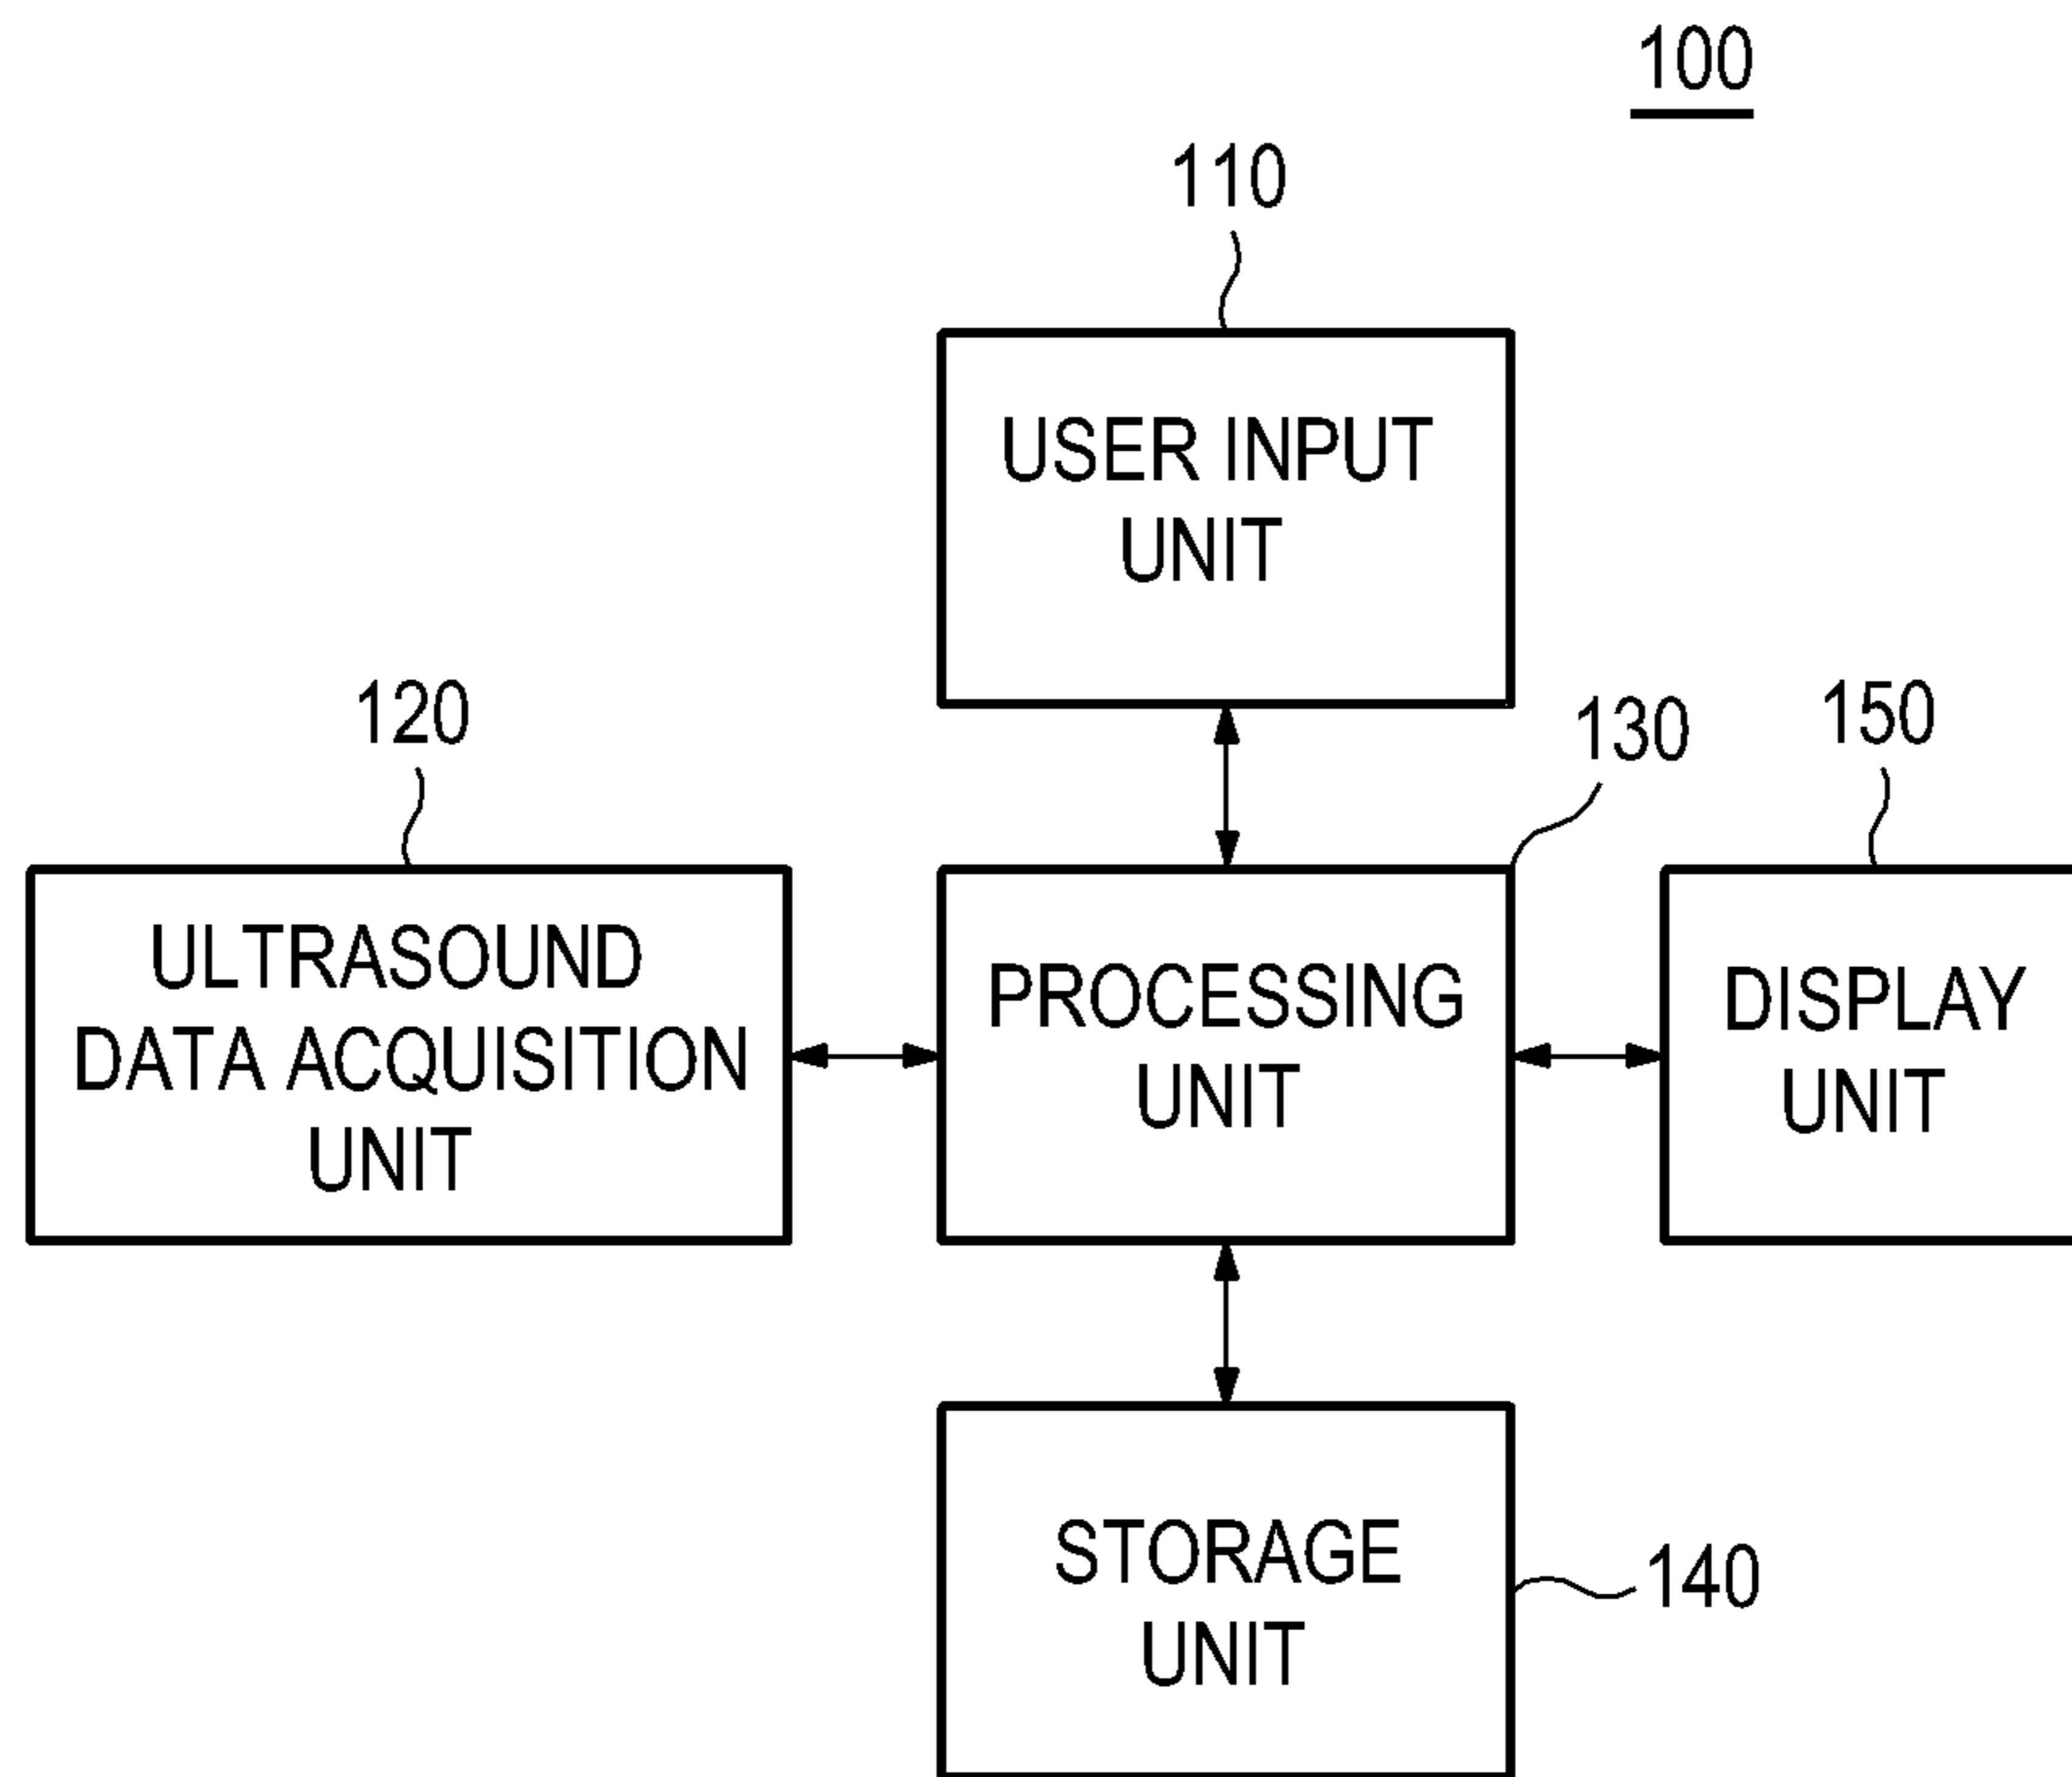 100
110
USER INPUT
UNIT
120
130
150
ULTRASOUND
DATA ACQUISITION
UNIT
PROCESSING
UNIT
DISPLAY
UNIT
STORAGE
UNIT
140